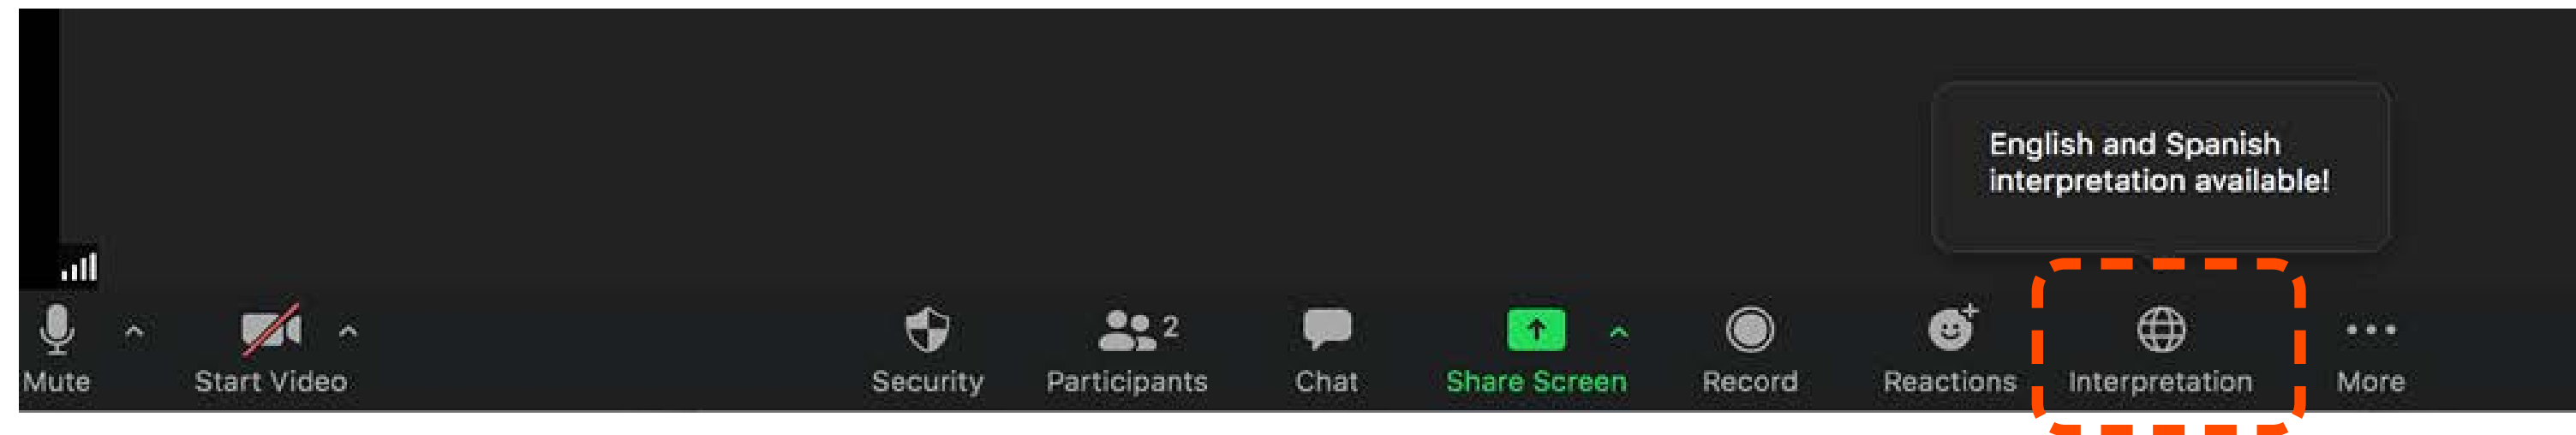 English and Spanish
interpretation available!
2
Mute
Start Video
Security
Participants
Chat
Share Screen
Record
Reactions
Interpretation
More